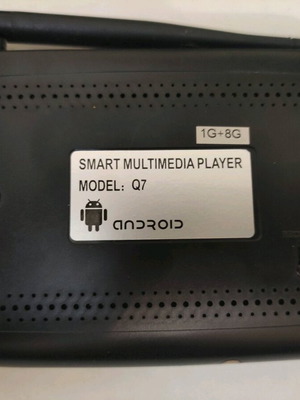 1G+8G
SMART MULTIMEDIA PLAYER
MODEL: Q7
ANDROID